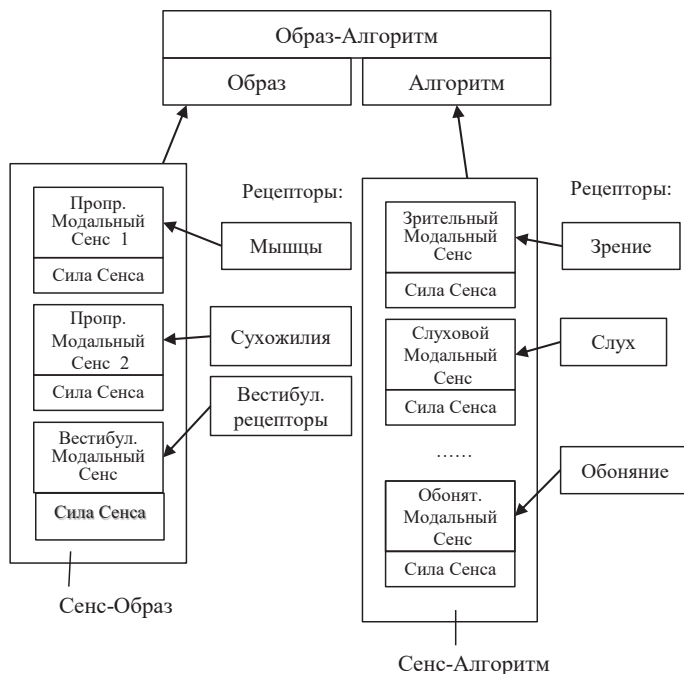 Образ-Алгоритм
Образ
Алгоритм
Рецепторы:
Пропр.
Модальный
Сенс 1
Сила Сенса
Мышцы
Пропр.
Модальный
Сенс 2
Сила Сенса
Сухожилия
Вестибул.
Модальный
Сенс
Сила Сенса
Вестибул.
рецепторы
Сенс-Образ
Рецепторы:
Зрительный
Модальный
Сенс
Сила Сенса
Зрение
Слуховой
Модальный
Сенс
Сила Сенса
Слух
......
Обонят.
Модальный
Сенс
Сила Сенса
Обоняние
Сенс-Алгоритм